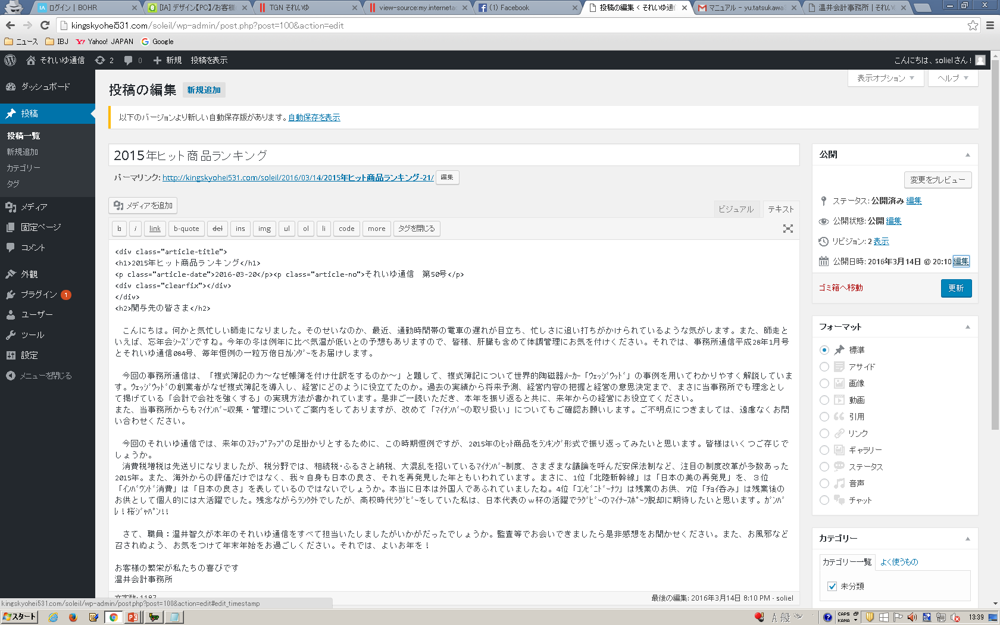 ログイン | BOHR
[IA] デザイン【PC】/お客様
TGN それいゆ
view-source:my.interneta
(1) Facebook
投稿の編集 < それいゆ通信
マニュアル - yu.tatsukawa
温井会計事務所 | それい
kingskyohei531.com/soleil/wp-admin/post.php?post=100&action=edit
ニュース IBJ Yahoo! JAPAN Google
それいゆ通信 2 0 新規 投稿を表示
こんにちは、solielさん!
表示オプション ヘルプ
ダッシュボード
投稿
投稿一覧
新規追加
カテゴリー
タグ
メディア
固定ページ
コメント
外観
プラグイン 1
ユーザー
ツール
設定
メニューを閉じる
投稿の編集 新規追加
以下のバージョンより新しい自動保存版があります。自動保存を表示
2015年ヒット商品ランキング
パーマリンク: http://kingskyohei531.com/soleil/2016/03/14/2015年ヒット商品ランキング-21/ 編集
メディアを追加
ビジュアル テキスト
b i link b-quote del ins img ul ol li code more タグを閉じる
<div class="article-title">
<h1>2015年ヒット商品ランキング</h1>
<p class="article-date">2016-03-20</p><p class="article-no">それいゆ通信　第50号</p>
<div class="clearfix"></div>
</div>
<h2>関与先の皆さま</h2>
　こんにちは。何かと気忙しい師走になりました。そのせいなのか、最近、通勤時間帯の電車の遅れが目立ち、忙しさに追い打ちがかけられているような気がします。また、師走と
いえば、忘年会ｼｰｽﾞﾝですね。今年の冬は例年に比べ気温が低いとの予想もありますので、皆様、肝臓も含めて体調管理にお気を付けください。それでは、事務所通信平成28年1月号
とそれいゆ通信084号、毎年恒例の一粒万倍日ｶﾚﾝﾀﾞｰをお届けします。
　今回の事務所通信は、「複式簿記の力～なぜ帳簿を付け仕訳をするのか～」と題して、複式簿記について世界的陶磁器ﾒｰｶｰ「ｳｪｯｼﾞｳｯﾄﾞ」の事例を用いてわかりやすく解説していま
す。ｳｪｯｼﾞｳｯﾄﾞの創業者がなぜ複式簿記を導入し、経営にどのように役立てたのか。過去の実績から将来予測、経営内容の把握と経営の意思決定まで、まさに当事務所でも理念とし
て掲げている「会計で会社を強くする」の実現方法が書かれています。是非ご一読いただき、本年を振り返ると共に、来年からの経営にお役立てください。
また、当事務所からもﾏｲﾅﾝﾊﾞｰ収集・管理についてご案内をしておりますが、改めて「ﾏｲﾅﾝﾊﾞｰの取り扱い」についてもご確認お願いします。ご不明点につきましては、遠慮なくお問
い合わせください。
　今回のそれいゆ通信では、来年のｽﾃｯﾌﾟｱｯﾌﾟの足掛かりとするために、この時期恒例ですが、2015年のﾋｯﾄ商品をﾗﾝｷﾝｸﾞ形式で振り返ってみたいと思います。皆様はいくつご存じで
しょうか。
　消費税増税は先送りになりましたが、税分野では、相続税･ふるさと納税、大混乱を招いているﾏｲﾅﾝﾊﾞｰ制度、さまざまな議論を呼んだ安保法制など、注目の制度改革が多数あった
2015年。また、海外からの評価だけではなく、我々自身も日本の良さ、それを再発見した年ともいわれています。まさに、1位「北陸新幹線」は「日本の美の再発見」を、３位
「ｲﾝﾊﾞｳﾝﾄﾞ消費」は「日本の良さ」を表しているのではないでしょうか。本当に日本は外国人であふれていましたね。4位「ｺﾝﾋﾞﾆﾄﾞｰﾅﾂ」は残業のお供、7位「ﾁｮｲ呑み」は残業後の
お供として個人的には大活躍でした。残念ながらﾗﾝｸ外でしたが、高校時代ﾗｸﾞﾋﾞｰをしていた私は、日本代表のｗ杯の活躍でﾗｸﾞﾋﾞｰのﾏｲﾅｰｽﾎﾟｰﾂ脱却に期待したいと思います。ｶﾞﾝﾊﾞ
ﾚ！桜ｼﾞｬﾊﾟﾝ!!
　さて、職員：温井智久が本年のそれいゆ通信をすべて担当いたしましたがいかがだったでしょうか。監査等でお会いできましたら是非感想をお聞かせください。また、お風邪など
召されぬよう、お気をつけて年末年始をお過ごしください。それでは、よいお年を！
お客様の繁栄が私たちの喜びです
温井会計事務所
文字数: 1187
最後の編集: 2016年3月14日 8:10 PM - soliel
公開
変更をプレビュー
ステータス: 公開済み 編集
公開状態: 公開 編集
リビジョン: 2 表示
公開日時: 2016年3月14日 @ 20:10 編集
ゴミ箱へ移動 更新
フォーマット
標準
アサイド
画像
動画
引用
リンク
ギャラリー
ステータス
音声
チャット
カテゴリー
カテゴリー一覧 よく使うもの
未分類
kingskyohei531.com/soleil/wp-admin/post.php?post=100&action=edit#edit_timestamp
スタート
A 般
CAPS
KANA
13:39